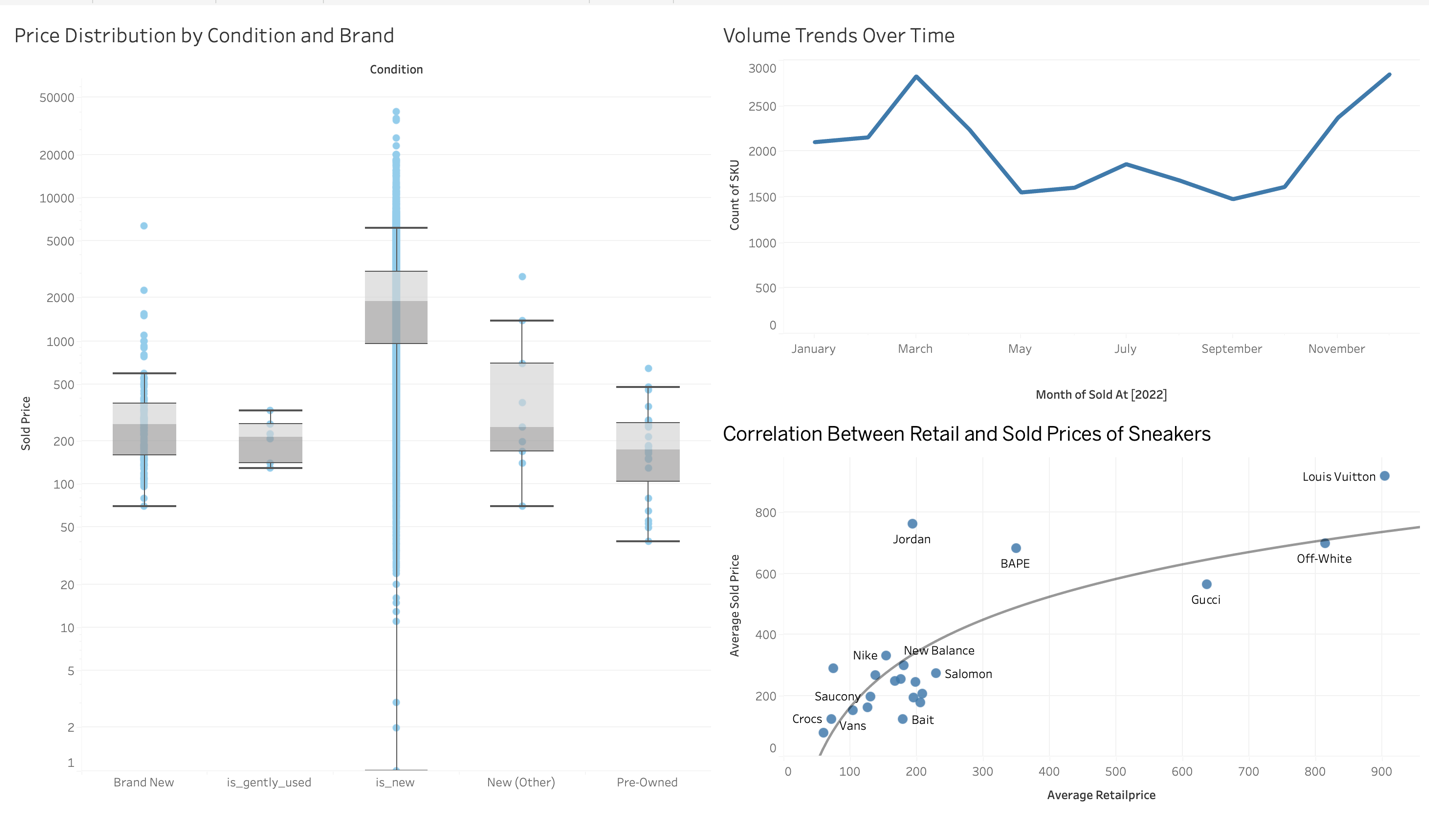 Price Distribution by Condition and Brand
Condition
50000
20000
10000
5000
2000
1000
500
200
100
50
20
10
5
2
1
Sold Price
Brand New
is_gently_used
is_new
New (Other)
Pre-Owned
Volume Trends Over Time
3000
2500
2000
1500
1000
500
0
Count of SKU
January
March
May
July
September
November
Month of Sold At [2022]
Correlation Between Retail and Sold Prices of Sneakers
800
600
400
200
0
Average Sold Price
Louis Vuitton
Jordan
BAPE
Off-White
Gucci
Nike
New Balance
Salomon
Saucony
Crocs
Vans
Bait
0
100
200
300
400
500
600
700
800
900
Average Retailprice